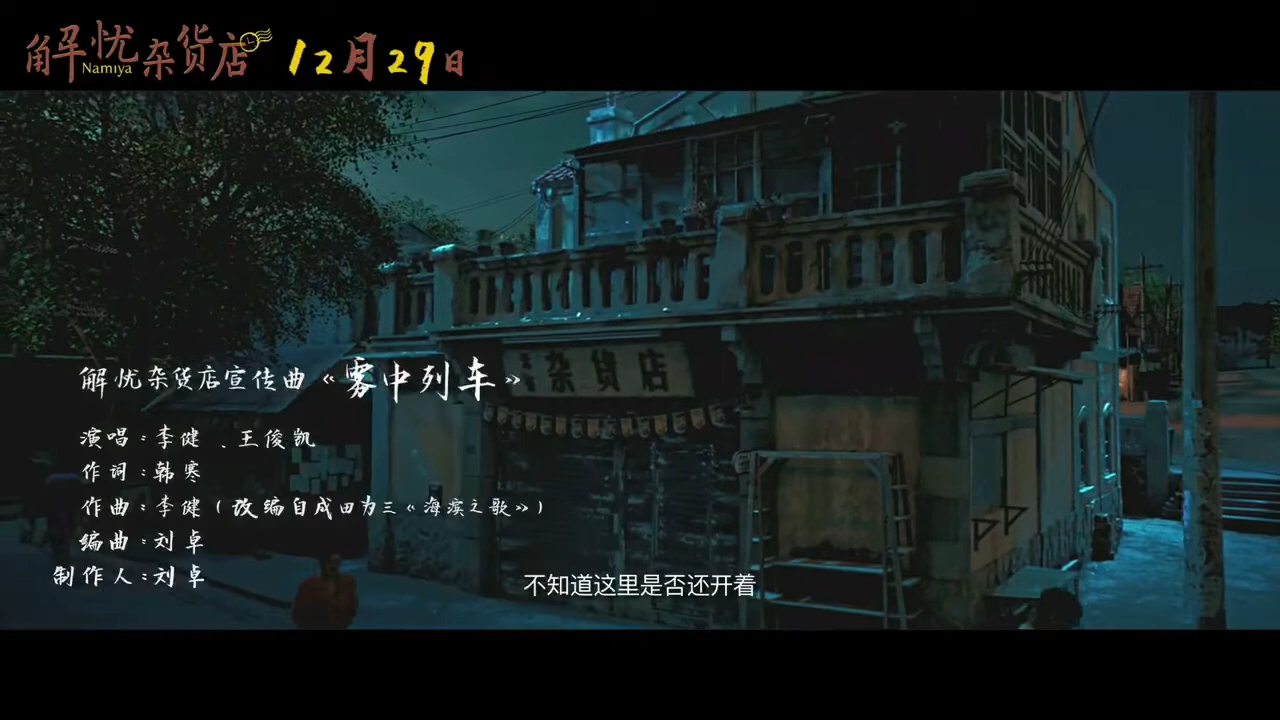 解忧杂货店 12月29日
Namiya
杂货店
解忧杂货店宣传曲《雾中列车》
演唱：李健、王俊凯
作词：韩寒
作曲：李健（改编自成田为三《海滨之歌》）
编曲：刘卓
制作人：刘卓
不知道这里是否还开着